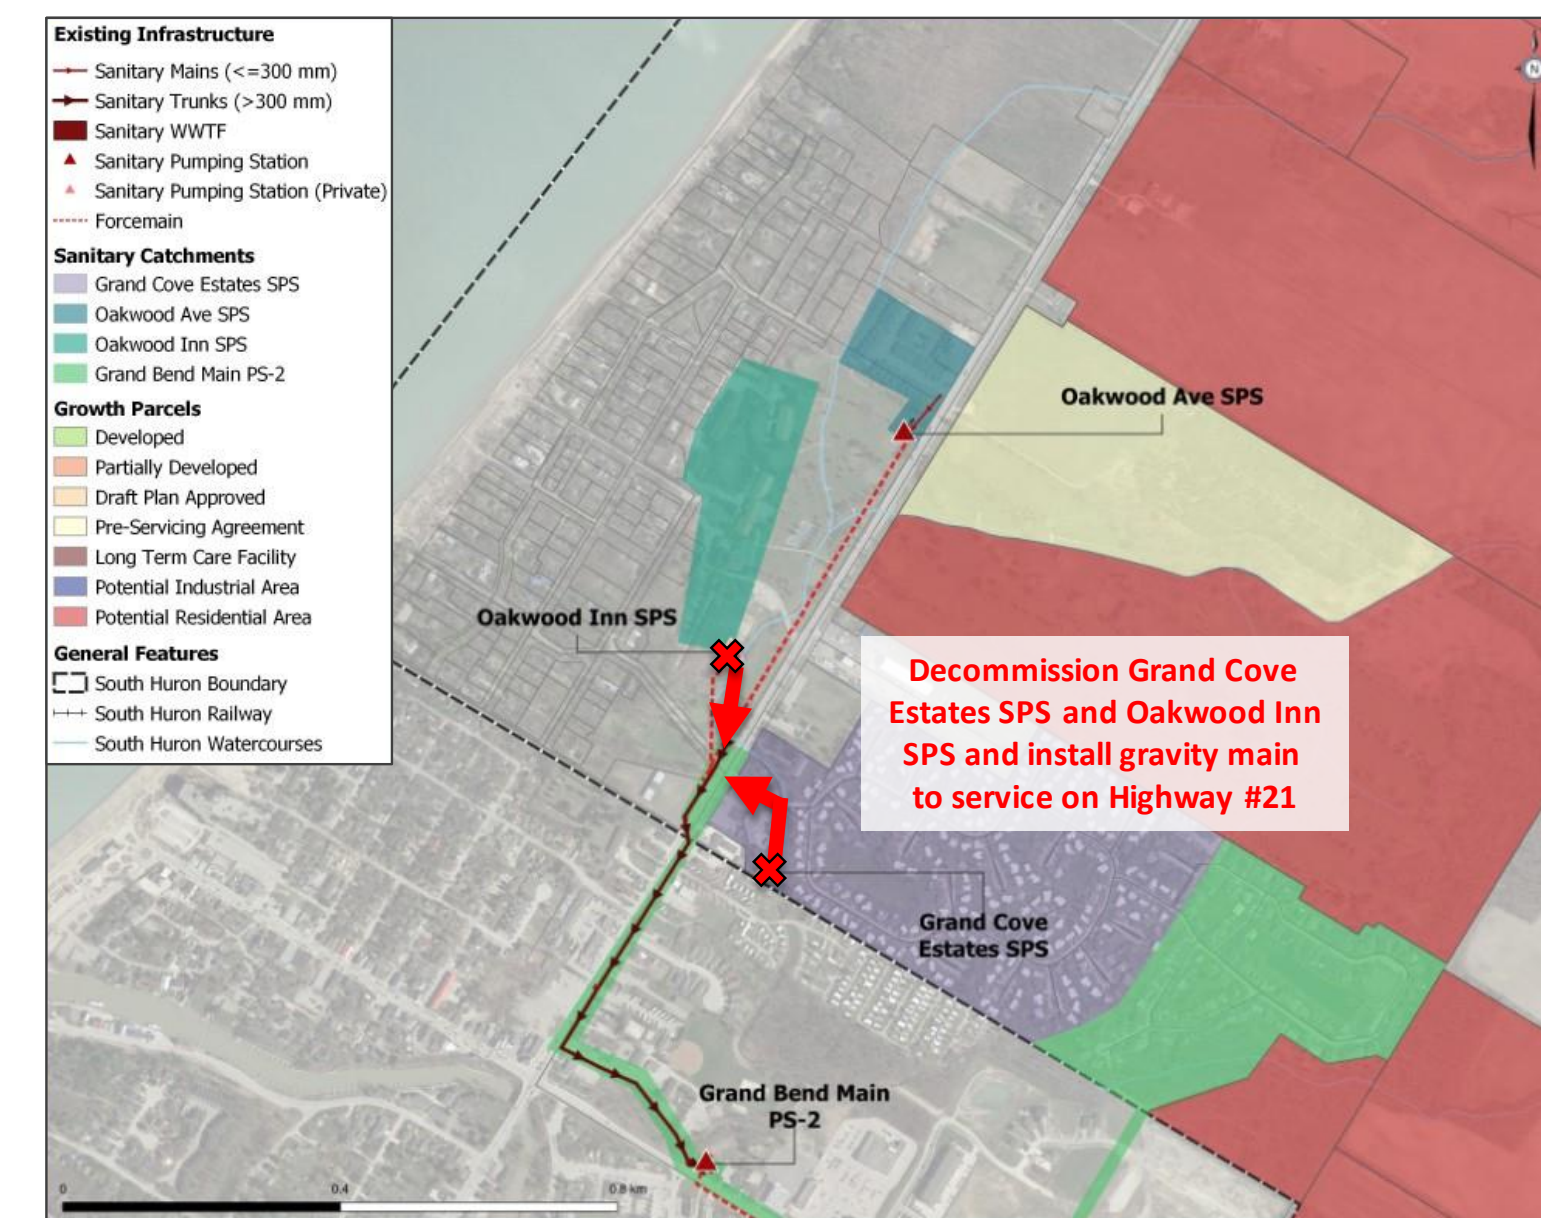 Existing Infrastructure
Sanitary Mains (<=300 mm)
Sanitary Trunks (>300 mm)
Sanitary WWTF
Sanitary Pumping Station
Sanitary Pumping Station (Private)
Forcemain
Sanitary Catchments
Grand Cove Estates SPS
Oakwood Ave SPS
Oakwood Inn SPS
Grand Bend Main PS-2
Growth Parcels
Developed
Partially Developed
Draft Plan Approved
Pre-Servicing Agreement
Long Term Care Facility
Potential Industrial Area
Potential Residential Area
General Features
South Huron Boundary
South Huron Railway
South Huron Watercourses
N
Oakwood Ave SPS
Oakwood Inn SPS
Decommission Grand Cove
Estates SPS and Oakwood Inn
SPS and install gravity main
to service on Highway #21
Grand Cove
Estates SPS
Grand Bend Main
PS-2
0 0.4 0.8 km